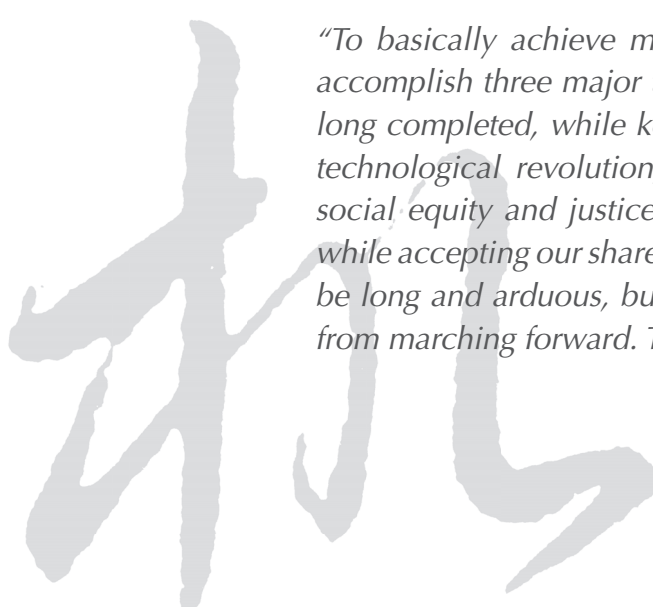 “To basically achieve m
accomplish three major
long completed, while k
technological revolution
social equity and justice
while accepting our share
be long and arduous, bu
from marching forward. T
机